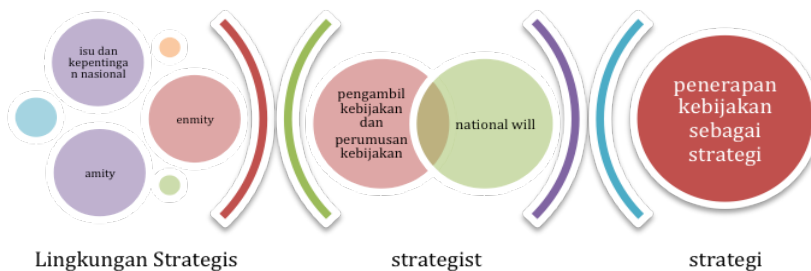 isu dan
kepentinga
n nasional
enmity
amity
pengambil
kebijakan
dan
perumusan
kebijakan
national will
penerapan
kebijakan
sebagai
strategi
Lingkungan Strategis
strategist
strategi